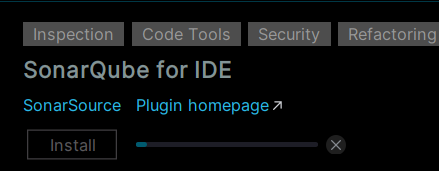 Inspection Code Tools Security Refactoring
SonarQube for IDE
SonarSource Plugin homepage
Install